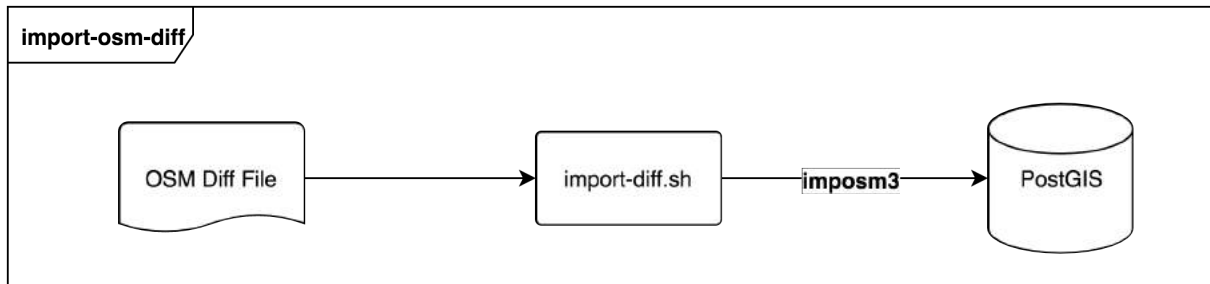 import-osm-diff
OSM Diff File
import-diff.sh
imposm3
PostGIS